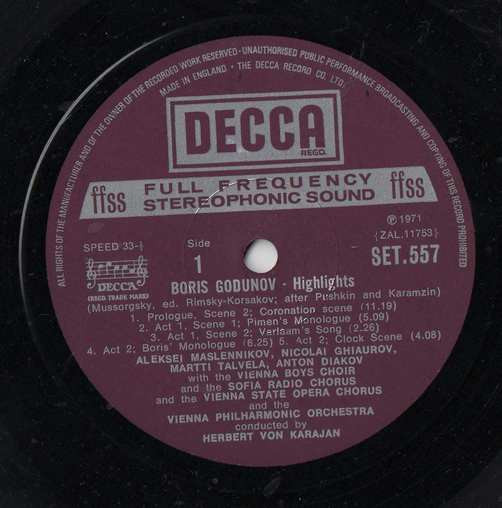 ALL RIGHTS OF THE MANUFACTURER AND OF THE OWNER OF THE RECORDED WORK RESERVED · UNAUTHORISED PUBLIC PERFORMANCE BROADCASTING AND COPYING OF THIS RECORD PROHIBITED
MADE IN ENGLAND · THE DECCA RECORD CO. LTD.
DECCA
REGD.
ffss FULL FREQUENCY STEREOPHONIC SOUND ffss
SPEED 33-⅓
Side
1
℗ 1971
(ZAL.11753)
SET.557
DECCA
(REGD TRADE MARK)
BORIS GODUNOV - Highlights
(Mussorgsky, ed. Rimsky-Korsakov; after Pushkin and Karamzin)
1. Prologue, Scene 2; Coronation scene (11.19)
2. Act 1, Scene 1; Pimen's Monologue (5.09)
3. Act 1, Scene 2; Varlaam's Song (2.26)
4. Act 2; Boris' Monologue (6.25) 5. Act 2; Clock Scene (4.08)
ALEKSEI MASLENNIKOV, NICOLAI GHIAUROV,
MARTTI TALVELA, ANTON DIAKOV
with the VIENNA BOYS CHOIR
and the SOFIA RADIO CHORUS
and the VIENNA STATE OPERA CHORUS
and the
VIENNA PHILHARMONIC ORCHESTRA
conducted by
HERBERT VON KARAJAN